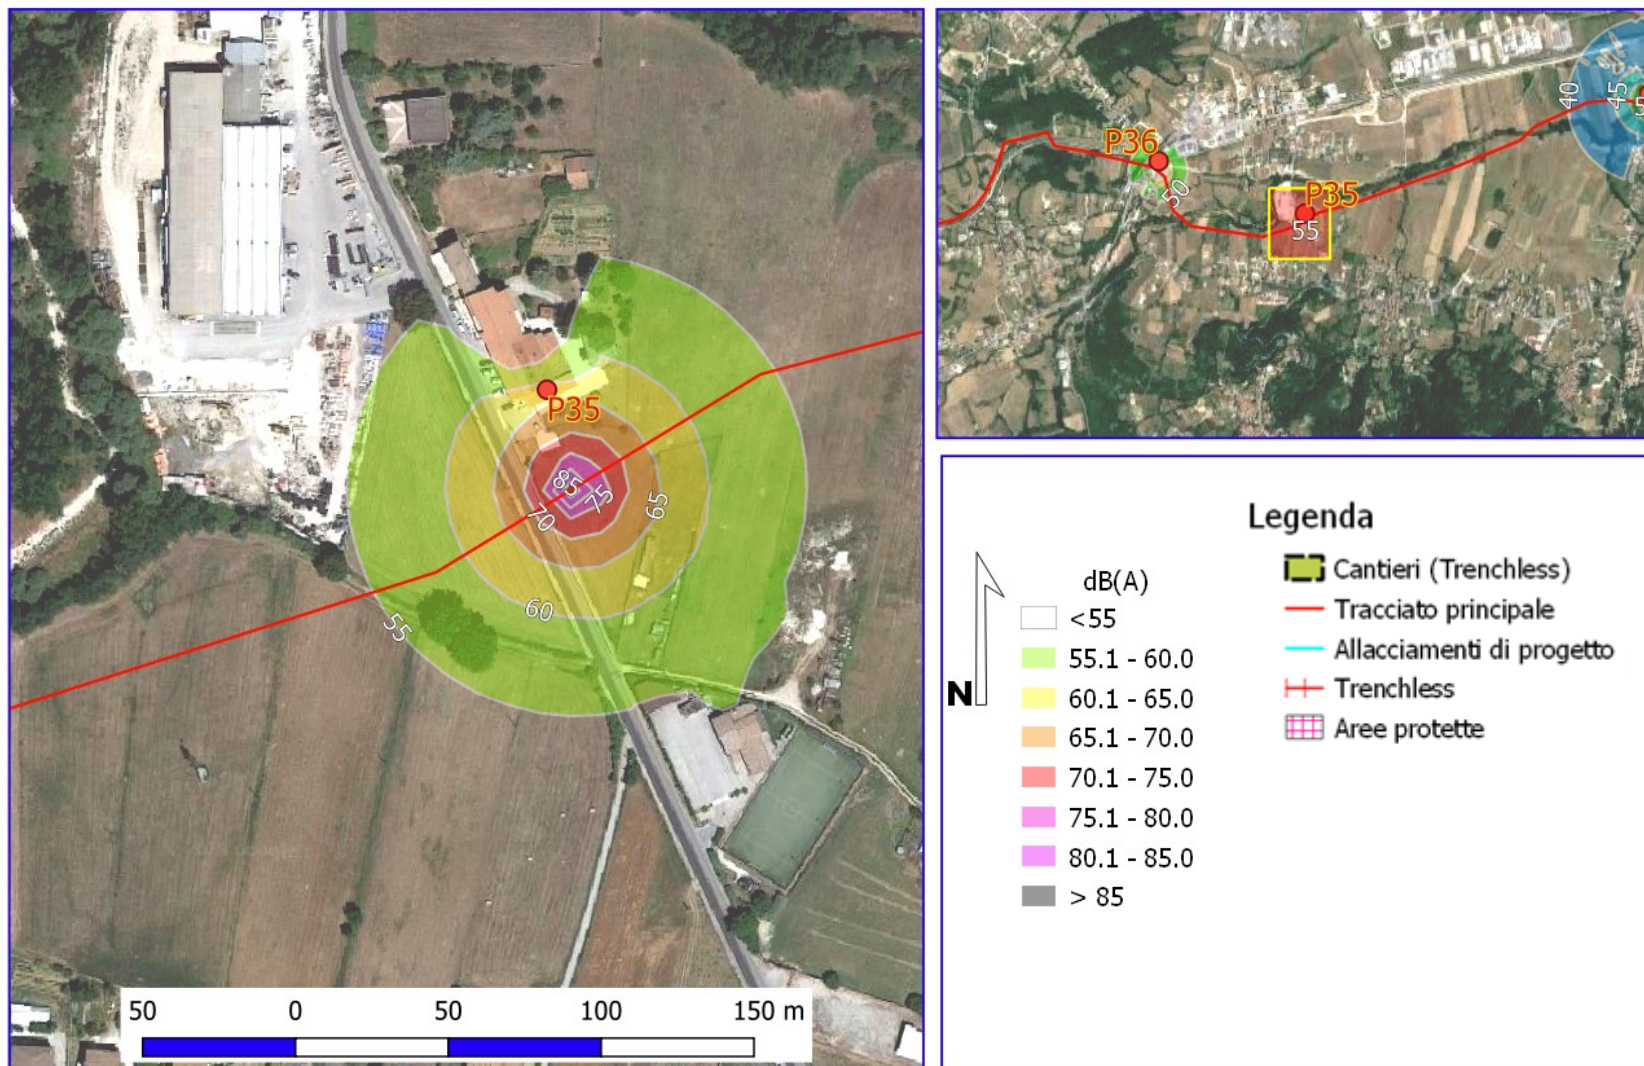 P35
85
75
70
65
60
55
50 0 50 100 150 m
P36
50
P35
55
40
45
Legenda
N
dB(A)
<55
55.1 - 60.0
60.1 - 65.0
65.1 - 70.0
70.1 - 75.0
75.1 - 80.0
80.1 - 85.0
> 85
Cantieri (Trenchless)
Tracciato principale
Allacciamenti di progetto
Trenchless
Aree protette